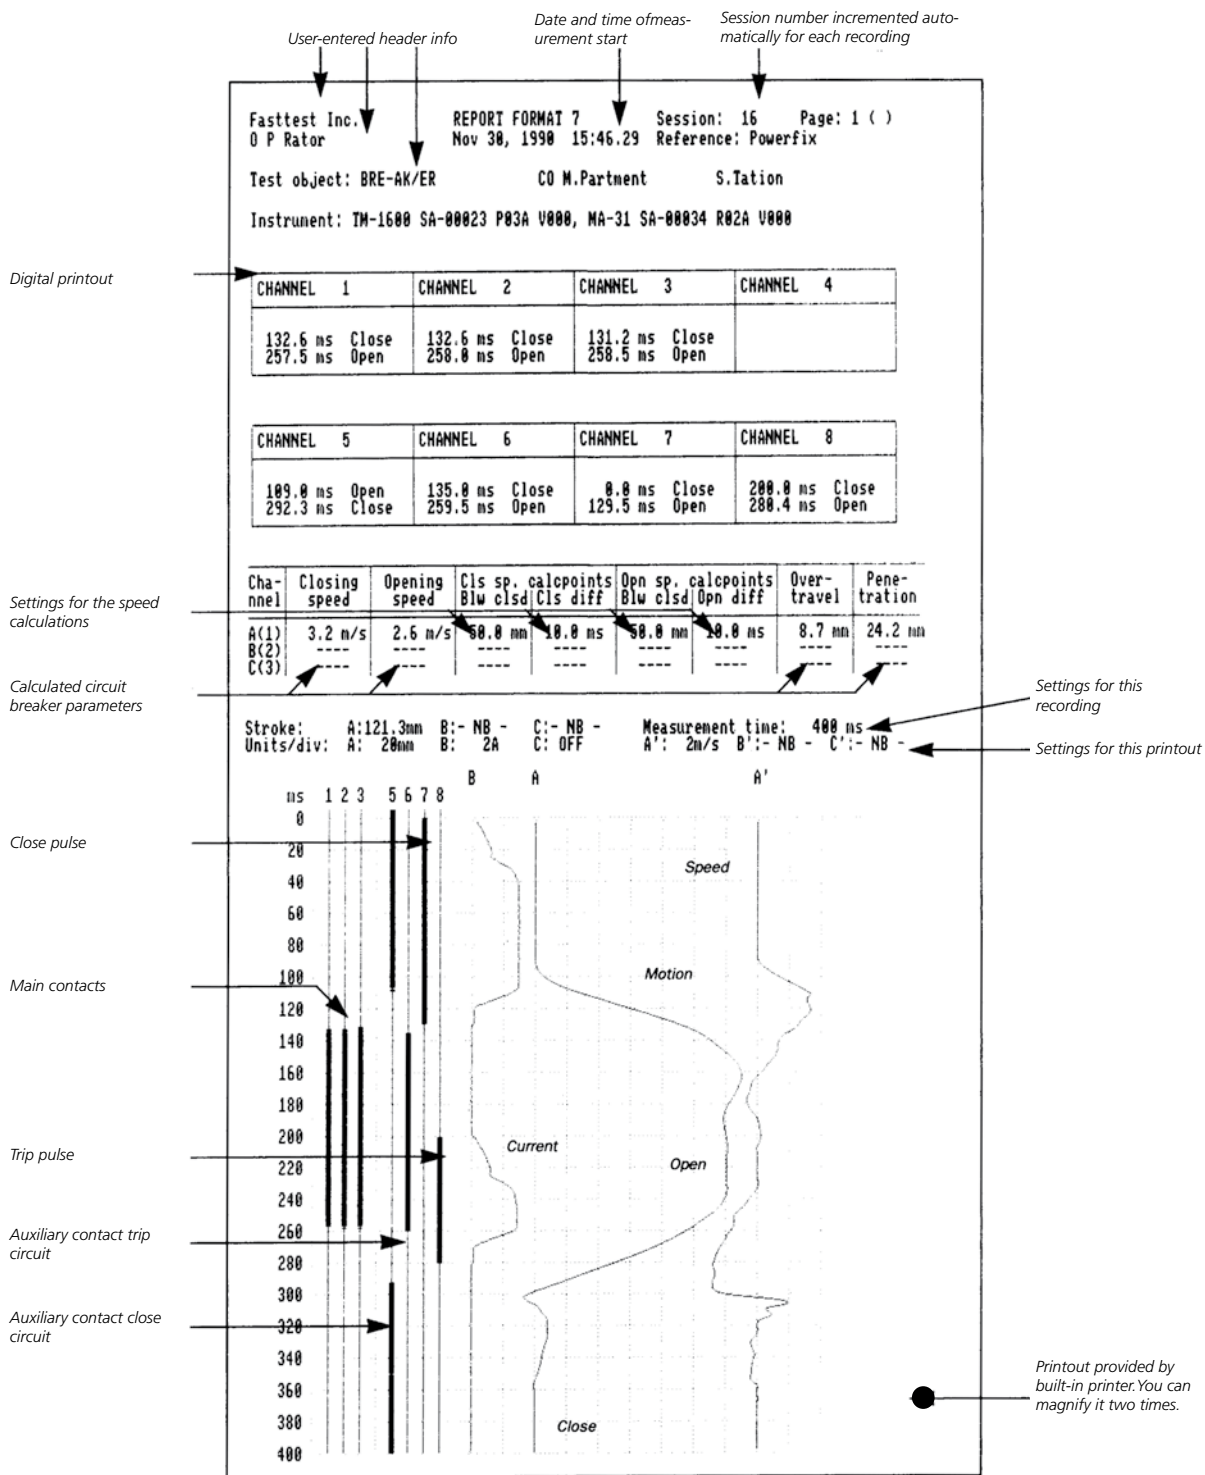 Date and time ofmeas-
urement start
Session number incremented auto-
matically for each recording
User-entered header info
Fasttest Inc. REPORT FORMAT 7 Session: 16 Page: 1 ( )
O P Rator Nov 30, 1990 15:46.29 Reference: Powerfix
Test object: BRE-AK/ER CO M.Partment S.Tation
Instrument: TM-1600 SA-00023 P03A V000, MA-31 SA-00034 R02A V000
Digital printout
CHANNEL 1 CHANNEL 2 CHANNEL 3 CHANNEL 4
132.6 ms Close 132.6 ms Close 131.2 ms Close
257.5 ms Open 258.0 ms Open 258.5 ms Open
CHANNEL 5 CHANNEL 6 CHANNEL 7 CHANNEL 8
109.0 ms Open 135.0 ms Close 0.0 ms Close 200.0 ms Close
292.3 ms Close 259.5 ms Open 129.5 ms Open 280.4 ms Open
Cha- Closing Opening Cls sp. calcpoints Opn sp. calcpoints Over- Pene-
nnel speed speed Blw clsd Cls diff Blw clsd Opn diff travel tration
Settings for the speed
calculations
A(1) 3.2 m/s 2.6 m/s 50.0 mm 10.0 ms 50.0 mm 10.0 ms 8.7 mm 24.2 mm
B(2) ---- ---- ---- ---- ---- ---- ---- ----
C(3) ---- ---- ---- ---- ---- ---- ---- ----
Calculated circuit
breaker parameters
Settings for this
recording
Stroke: A:121.3mm B:- NB - C:- NB - Measurement time: 400 ms
Units/div: A: 20mm B: 2A C: OFF A': 2m/s B':- NB - C':- NB -
Settings for this printout
B A A'
ms 1 2 3 5 6 7 8
0
Close pulse
20
Speed
40
60
80
Motion
100
Main contacts
120
140
160
180
200
Current
Trip pulse
Open
220
240
Auxiliary contact trip
circuit
260
280
300
Auxiliary contact close
circuit
320
340
360
Printout provided by
built-in printer.You can
magnify it two times.
380
Close
400